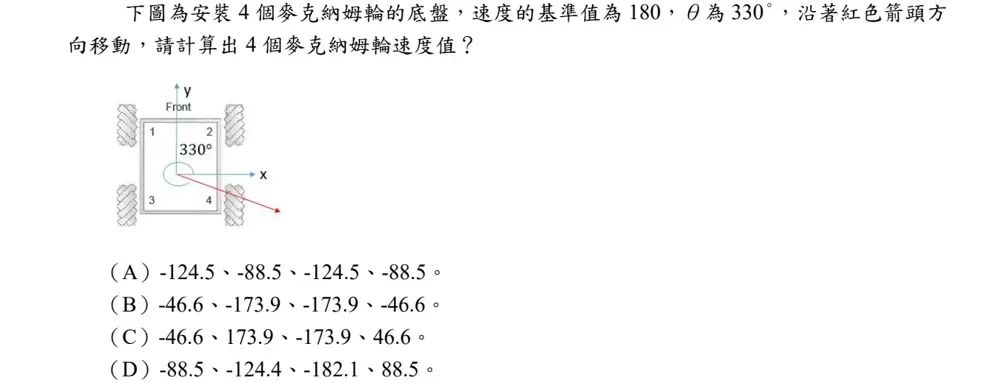 下圖為安裝 4 個麥克納姆輪的底盤，速度的基準值為 180，θ為 330°，沿著紅色箭頭方
向移動，請計算出 4 個麥克納姆輪速度值？
y
Front
1 2
330°
x
3 4
（A）-124.5、-88.5、-124.5、-88.5。
（B）-46.6、-173.9、-173.9、-46.6。
（C）-46.6、173.9、-173.9、46.6。
（D）-88.5、-124.4、-182.1、88.5。